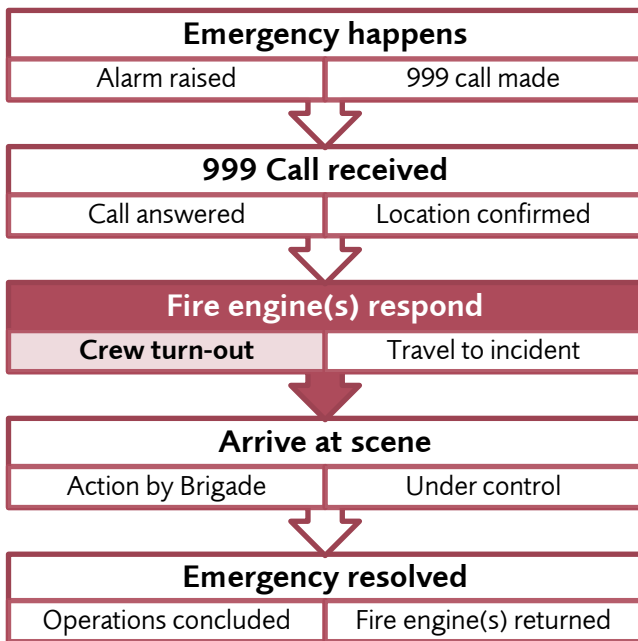 Emergency happens
Alarm raised
999 call made
999 Call received
Call answered
Location confirmed
Fire engine(s) respond
Crew turn-out
Travel to incident
Arrive at scene
Action by Brigade
Under control
Emergency resolved
Operations concluded
Fire engine(s) returned